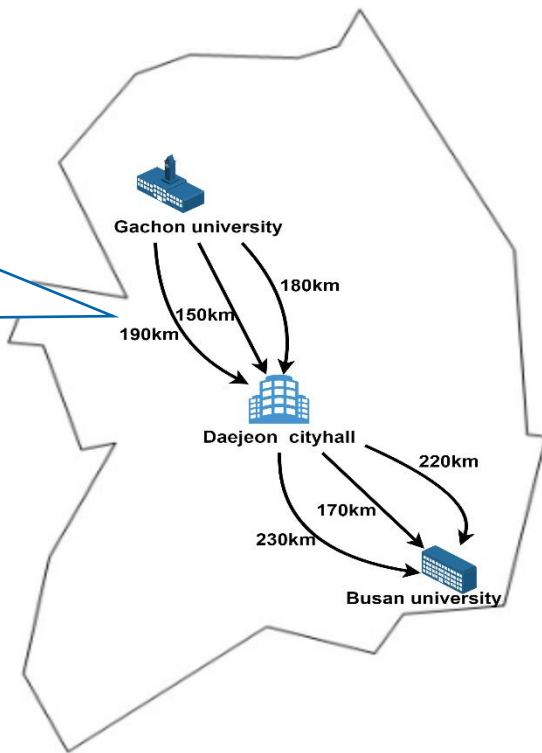 Gachon university
180km
150km
190km
Daejeon  cityhall
220km
170km
230km
Busan university